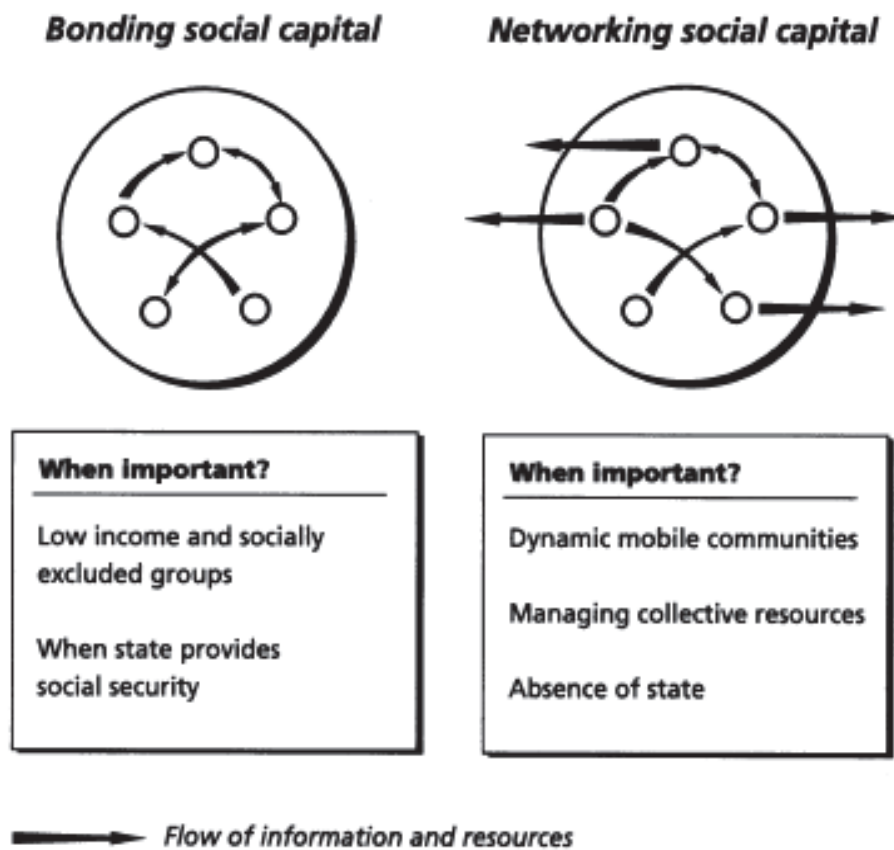 Bonding social capital
Networking social capital
When important?
Low income and socially
excluded groups
When state provides
social security
When important?
Dynamic mobile communities
Managing collective resources
Absence of state
Flow of information and resources